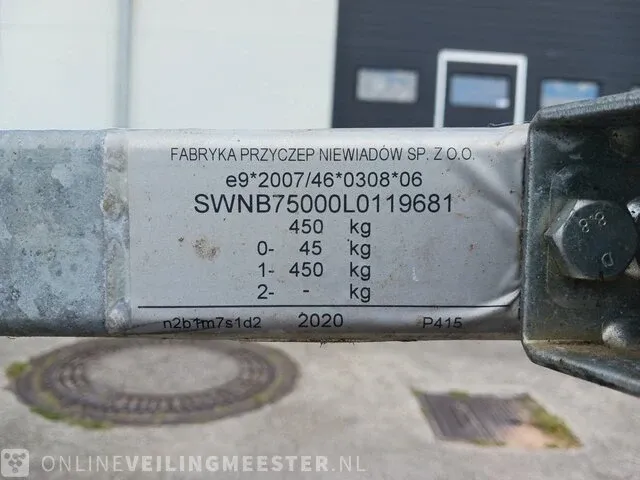 FABRYKA PRZYCZEP NIEWIADÓW SP. Z O.O.
e9*2007/46*0308*06
SWNB75000L0119681
450 kg
0- 45 kg
1- 450 kg
2- - kg
n2b1m7s1d2 2020 P415
8.8
D
ONLINEVEILINGMEESTER.NL